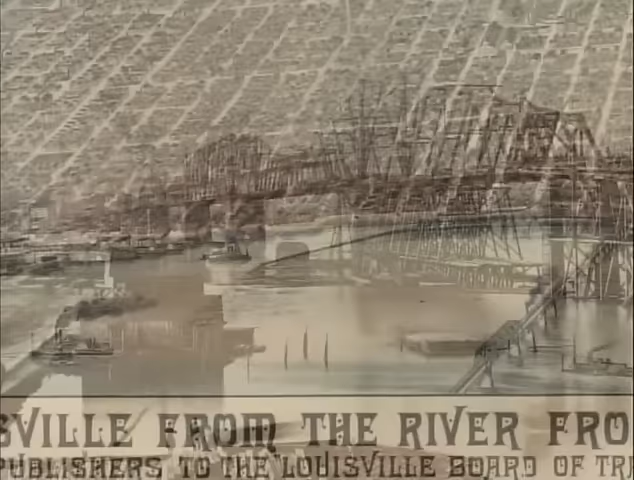 SVILLE FROM THE RIVER FRO
PUBLISHERS TO THE LOUISVILLE BOARD OF TR